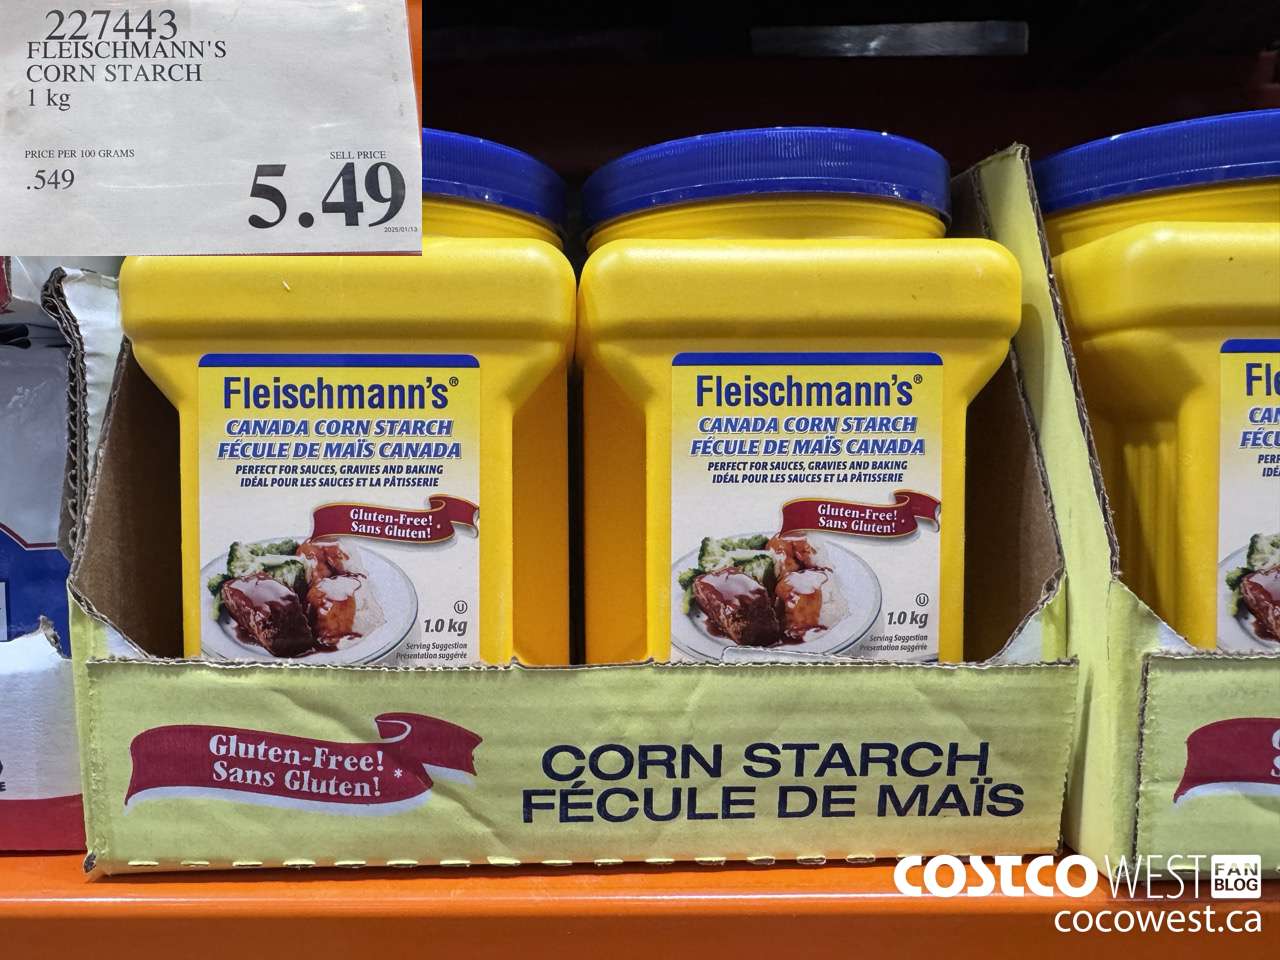 227443
FLEISCHMANN'S
CORN STARCH
1 kg
PRICE PER 100 GRAMS
.549
SELL PRICE
5.49
2025/01/13
Fleischmann's®
CANADA CORN STARCH
FÉCULE DE MAÏS CANADA
PERFECT FOR SAUCES, GRAVIES AND BAKING
IDÉAL POUR LES SAUCES ET LA PÂTISSERIE
Gluten-Free!
Sans Gluten!
1.0 kg
Serving Suggestion
Présentation suggérée
Fleischmann's®
CANADA CORN STARCH
FÉCULE DE MAÏS CANADA
PERFECT FOR SAUCES, GRAVIES AND BAKING
IDÉAL POUR LES SAUCES ET LA PÂTISSERIE
Gluten-Free!
Sans Gluten!
1.0 kg
Serving Suggestion
Présentation suggérée
Gluten-Free!
Sans Gluten! *
CORN STARCH
FÉCULE DE MAÏS
COSTCO WEST FAN BLOG
cocowest.ca